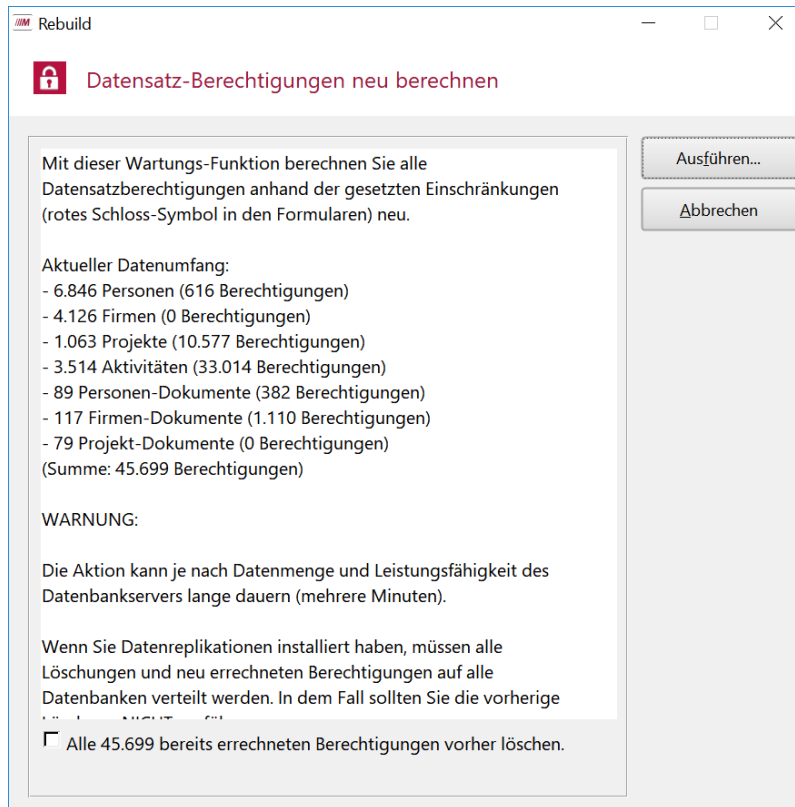 Rebuild
Datensatz-Berechtigungen neu berechnen
Mit dieser Wartungs-Funktion berechnen Sie alle
Datensatzberechtigungen anhand der gesetzten Einschränkungen
(rotes Schloss-Symbol in den Formularen) neu.
Aktueller Datenumfang:
- 6.846 Personen (616 Berechtigungen)
- 4.126 Firmen (0 Berechtigungen)
- 1.063 Projekte (10.577 Berechtigungen)
- 3.514 Aktivitäten (33.014 Berechtigungen)
- 89 Personen-Dokumente (382 Berechtigungen)
- 117 Firmen-Dokumente (1.110 Berechtigungen)
- 79 Projekt-Dokumente (0 Berechtigungen)
(Summe: 45.699 Berechtigungen)
WARNUNG:
Die Aktion kann je nach Datenmenge und Leistungsfähigkeit des
Datenbankservers lange dauern (mehrere Minuten).
Wenn Sie Datenreplikationen installiert haben, müssen alle
Löschungen und neu errechneten Berechtigungen auf alle
Datenbanken verteilt werden. In dem Fall sollten Sie die vorherige
Alle 45.699 bereits errechneten Berechtigungen vorher löschen.
Ausführen...
Abbrechen